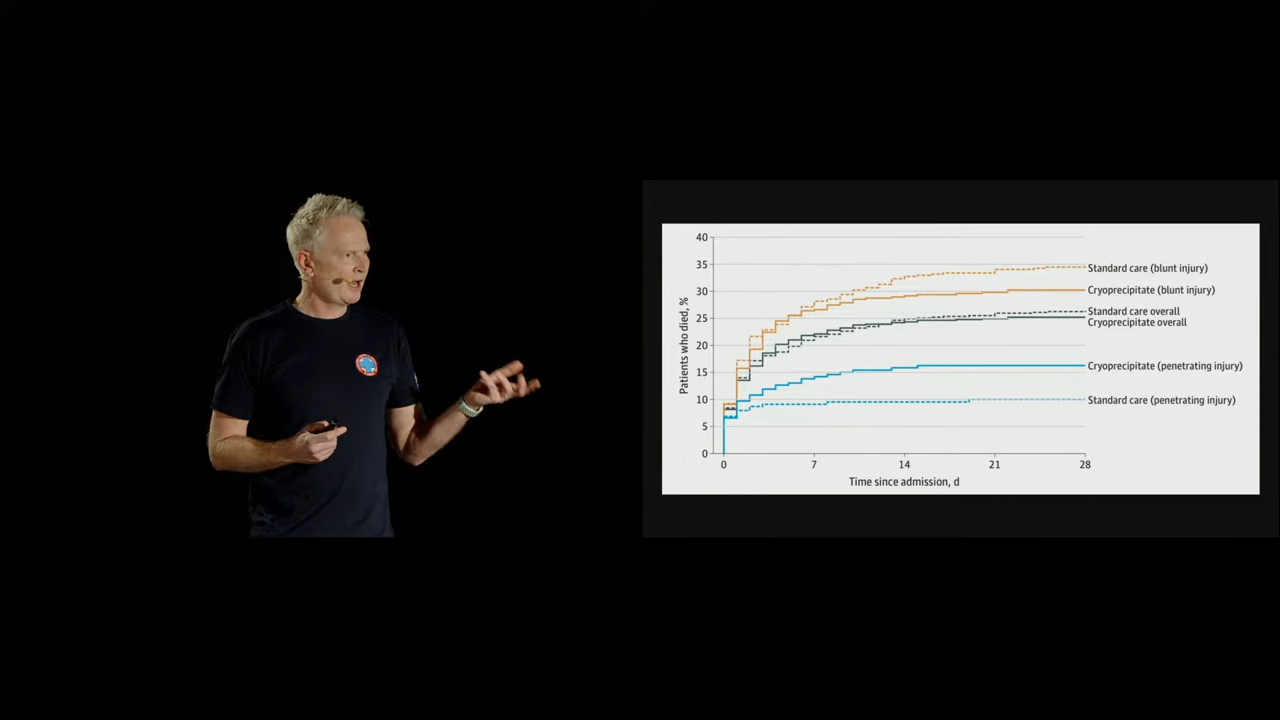 40
35
30
25
20
15
10
5
0
Patients who died, %
0 7 14 21 28
Time since admission, d
Standard care (blunt injury)
Cryoprecipitate (blunt injury)
Standard care overall
Cryoprecipitate overall
Cryoprecipitate (penetrating injury)
Standard care (penetrating injury)